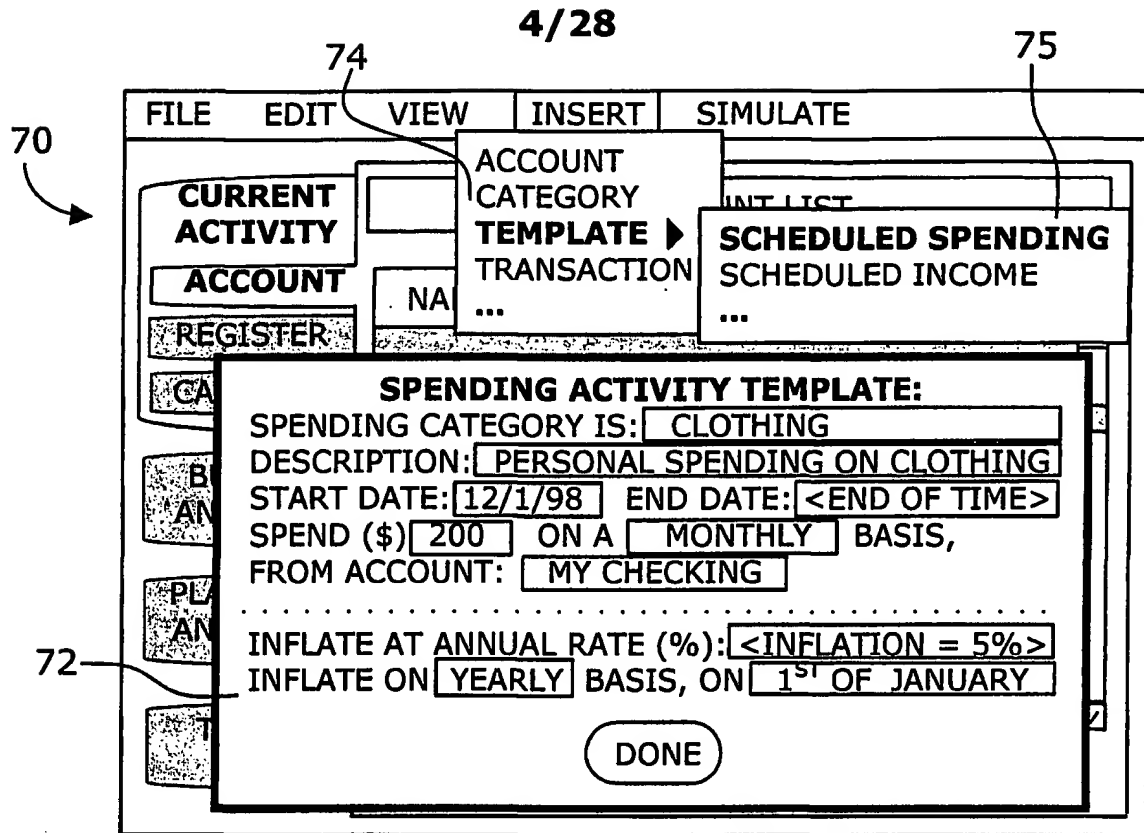 4/28
74
75
70
FILE EDIT VIEW INSERT SIMULATE
ACCOUNT
CATEGORY
TEMPLATE ▶
TRANSACTION
...
SCHEDULED SPENDING
SCHEDULED INCOME
...
CURRENT
ACTIVITY
ACCOUNT
REGISTER
LIST
SPENDING ACTIVITY TEMPLATE:
SPENDING CATEGORY IS: CLOTHING
DESCRIPTION: PERSONAL SPENDING ON CLOTHING
START DATE: 12/1/98 END DATE: <END OF TIME>
SPEND ($) 200 ON A MONTHLY BASIS,
FROM ACCOUNT: MY CHECKING
INFLATE AT ANNUAL RATE (%): <INFLATION = 5%>
INFLATE ON YEARLY BASIS, ON 1ST OF JANUARY
DONE
72